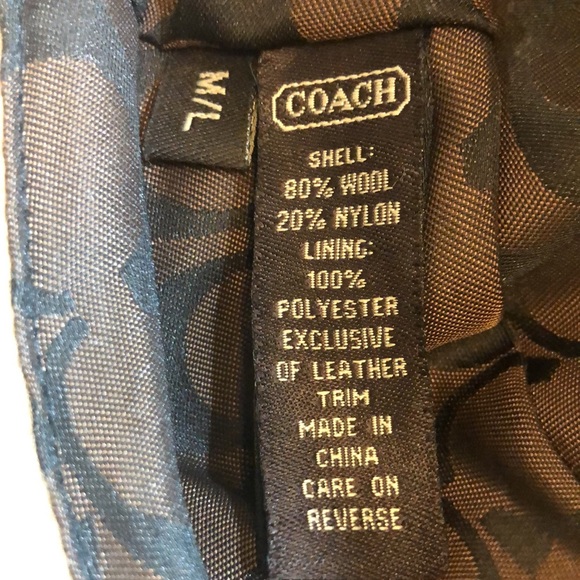 M/L
COACH
SHELL:
80% WOOL
20% NYLON
LINING:
100%
POLYESTER
EXCLUSIVE
OF LEATHER
TRIM
MADE IN
CHINA
CARE ON
REVERSE